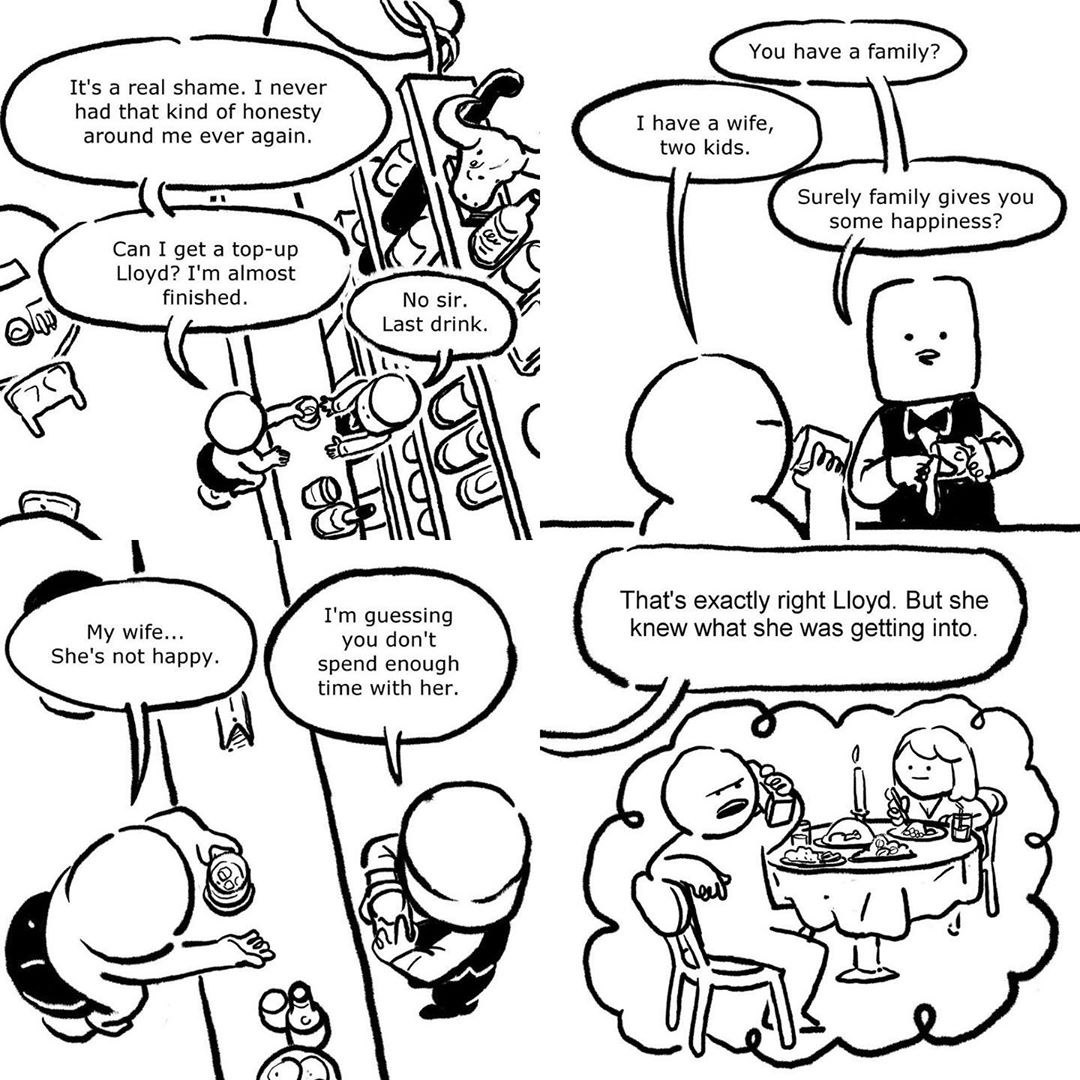 It's a real shame. I never
had that kind of honesty
around me ever again.
Can I get a top-up
Lloyd? I'm almost
finished.
No sir.
Last drink.
You have a family?
I have a wife,
two kids.
Surely family gives you
some happiness?
My wife...
She's not happy.
I'm guessing
you don't
spend enough
time with her.
That's exactly right Lloyd. But she
knew what she was getting into.